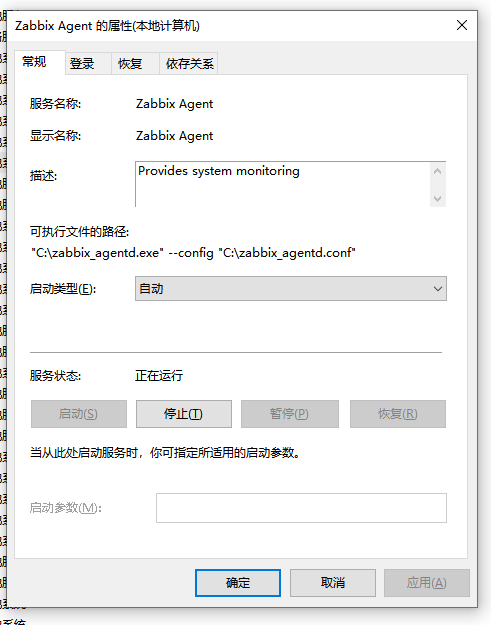 Zabbix Agent 的属性(本地计算机)
常规 登录 恢复 依存关系
服务名称: Zabbix Agent
显示名称: Zabbix Agent
描述: Provides system monitoring
可执行文件的路径:
"C:\zabbix_agentd.exe" --config "C:\zabbix_agentd.conf"
启动类型(E): 自动
服务状态: 正在运行
启动(S) 停止(T) 暂停(P) 恢复(R)
当从此处启动服务时，你可指定所适用的启动参数。
启动参数(M):
确定 取消 应用(A)